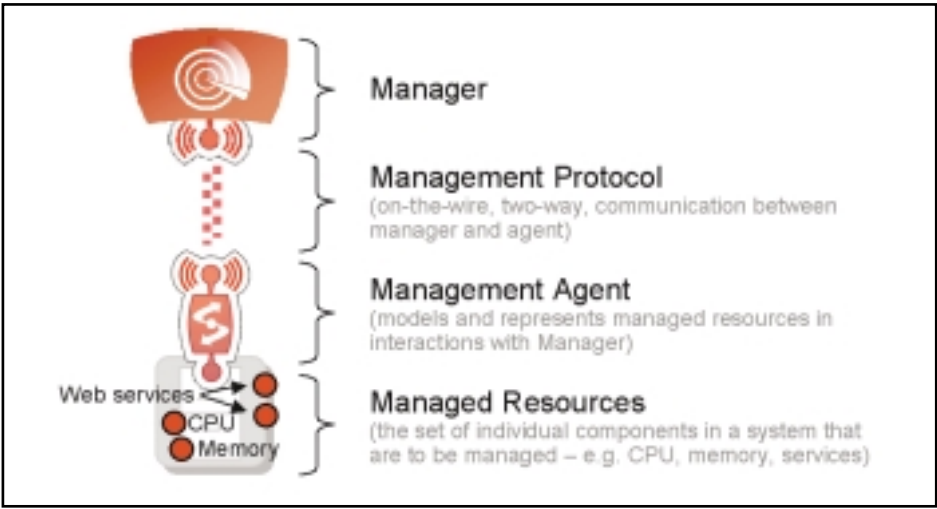 Manager
Management Protocol
(on-the-wire, two-way, communication between
manager and agent)
Management Agent
(models and represents managed resources in
interactions with Manager)
Web services
CPU
Memory
Managed Resources
(the set of individual components in a system that
are to be managed – e.g. CPU, memory, services)